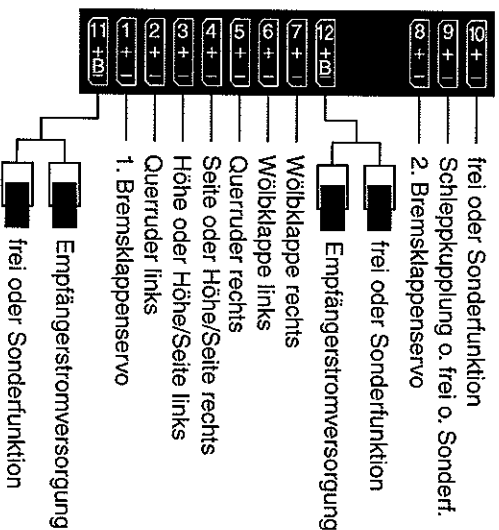 10 + - frei oder Sonderfunktion
9 + - Schleppkupplung o. frei o. Sonderf.
8 + - 2. Bremsklappenservo
frei oder Sonderfunktion
12 + B - Empfängerstromversorgung
7 + - Wölbklappe rechts
6 + - Wölbklappe links
5 + - Querruder rechts
4 + - Seite oder Höhe/Seite rechts
3 + - Höhe oder Höhe/Seite links
2 + - Querruder links
1 + - 1. Bremsklappenservo
11 + B - Empfängerstromversorgung
frei oder Sonderfunktion